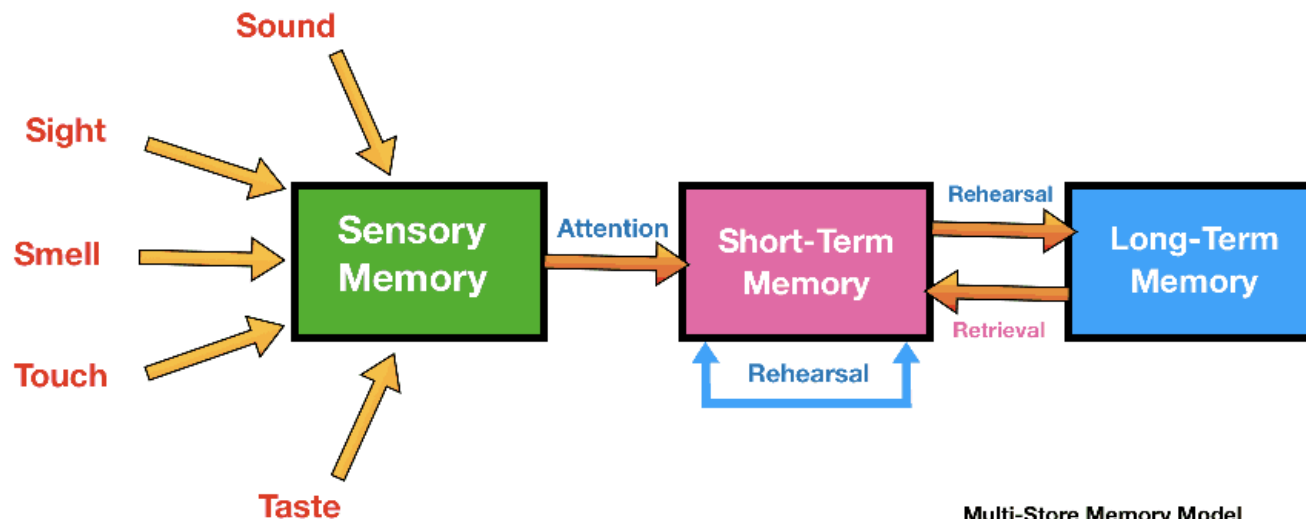 Sound
Sight
Smell
Touch
Taste
Sensory
Memory
Attention
Short-Term
Memory
Rehearsal
Rehearsal
Retrieval
Long-Term
Memory
Multi-Store Memory Model